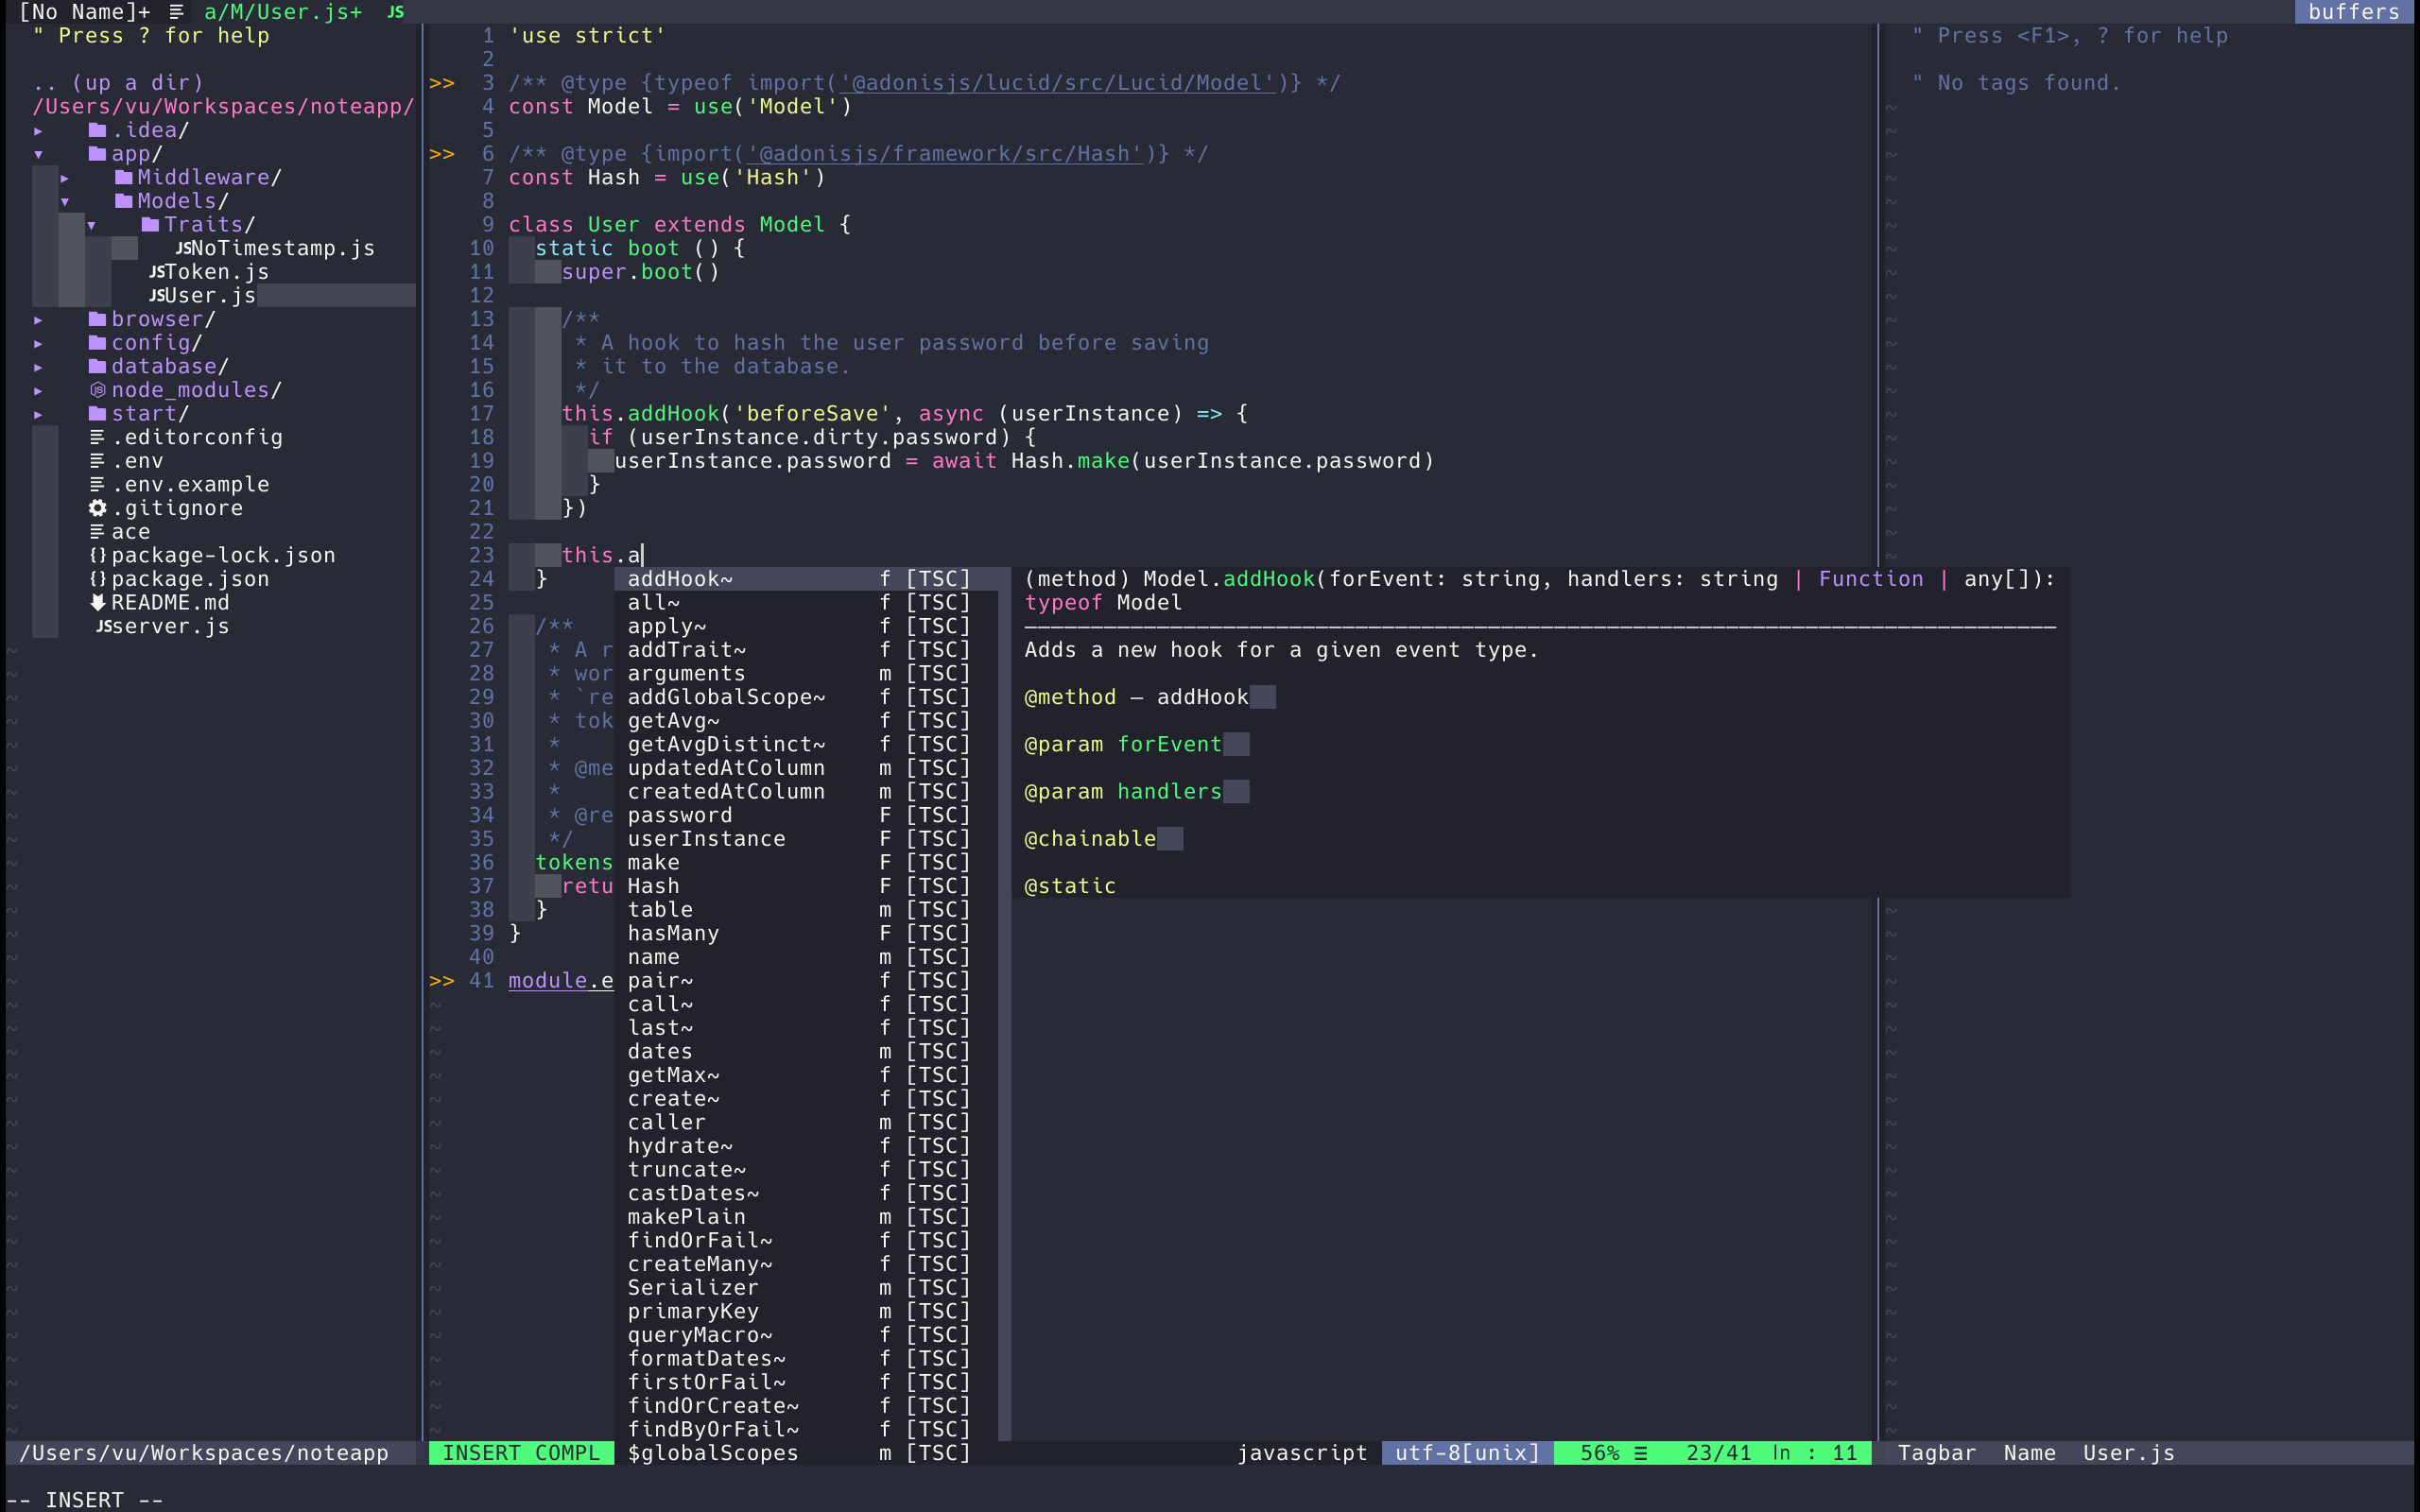 [No Name]+ a/M/User.js+ JS buffers
" Press ? for help
.. (up a dir)
/Users/vu/Workspaces/noteapp/
▸ .idea/
▾ app/
▸ Middleware/
▾ Models/
▾ Traits/
JSNoTimestamp.js
JSToken.js
JSUser.js
▸ browser/
▸ config/
▸ database/
▸ node_modules/
▸ start/
.editorconfig
.env
.env.example
.gitignore
ace
{}package-lock.json
{}package.json
README.md
JSserver.js
1 'use strict'
2
>> 3 /** @type {typeof import('@adonisjs/lucid/src/Lucid/Model')} */
4 const Model = use('Model')
5
>> 6 /** @type {import('@adonisjs/framework/src/Hash')} */
7 const Hash = use('Hash')
8
9 class User extends Model {
10 static boot () {
11 super.boot()
12
13 /**
14 * A hook to hash the user password before saving
15 * it to the database.
16 */
17 this.addHook('beforeSave', async (userInstance) => {
18 if (userInstance.dirty.password) {
19 userInstance.password = await Hash.make(userInstance.password)
20 }
21 })
22
23 this.a
24 }
25
26 /**
27 * A r
28 * wor
29 * `re
30 * tok
31 *
32 * @me
33 *
34 * @re
35 */
36 tokens
37 retu
38 }
39 }
40
>> 41 module.e
addHook~ f [TSC]
all~ f [TSC]
apply~ f [TSC]
addTrait~ f [TSC]
arguments m [TSC]
addGlobalScope~ f [TSC]
getAvg~ f [TSC]
getAvgDistinct~ f [TSC]
updatedAtColumn m [TSC]
createdAtColumn m [TSC]
password F [TSC]
userInstance F [TSC]
make F [TSC]
Hash F [TSC]
table m [TSC]
hasMany F [TSC]
name m [TSC]
pair~ f [TSC]
call~ f [TSC]
last~ f [TSC]
dates m [TSC]
getMax~ f [TSC]
create~ f [TSC]
caller m [TSC]
hydrate~ f [TSC]
truncate~ f [TSC]
castDates~ f [TSC]
makePlain m [TSC]
findOrFail~ f [TSC]
createMany~ f [TSC]
Serializer m [TSC]
primaryKey m [TSC]
queryMacro~ f [TSC]
formatDates~ f [TSC]
firstOrFail~ f [TSC]
findOrCreate~ f [TSC]
findByOrFail~ f [TSC]
$globalScopes m [TSC]
(method) Model.addHook(forEvent: string, handlers: string | Function | any[]):
typeof Model
Adds a new hook for a given event type.
@method — addHook
@param forEvent
@param handlers
@chainable
@static
" Press <F1>, ? for help
" No tags found.
/Users/vu/Workspaces/noteapp INSERT COMPL javascript utf-8[unix] 56% ≡ 23/41 ln : 11 Tagbar Name User.js
-- INSERT --